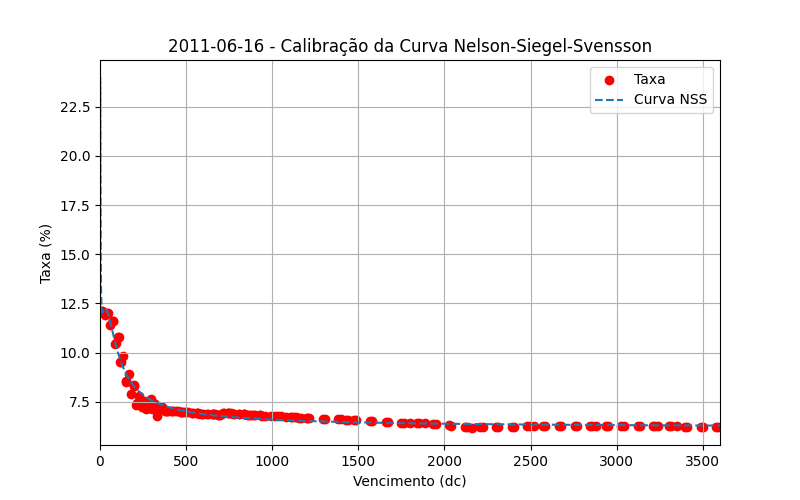 2011-06-16 - Calibração da Curva Nelson-Siegel-Svensson
Taxa
Curva NSS
Taxa (%)
22.5
20.0
17.5
15.0
12.5
10.0
7.5
0 500 1000 1500 2000 2500 3000 3500
Vencimento (dc)